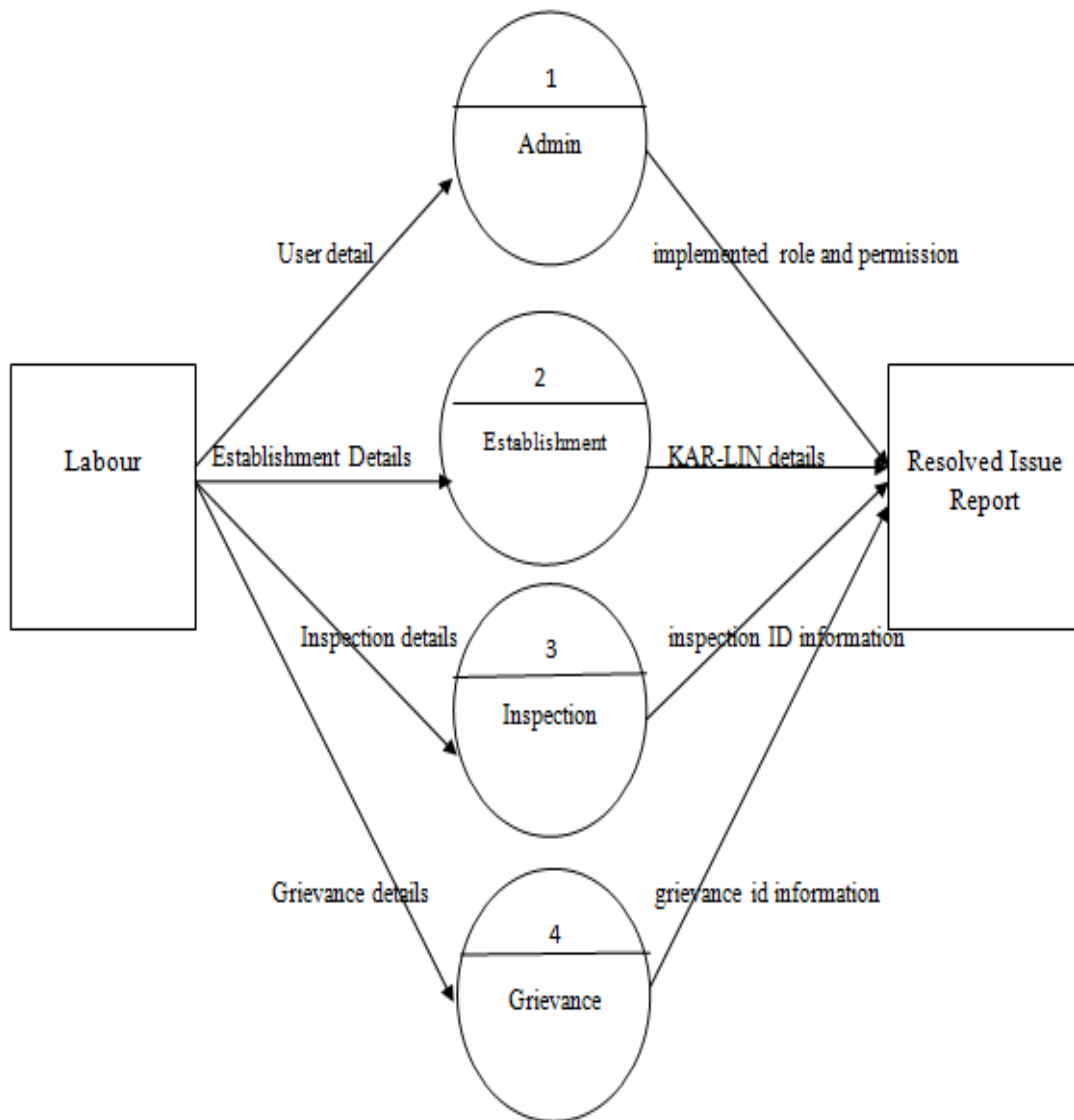 1
Admin
User detail
implemented role and permission
2
Establishment
Labour
Establishment Details
KAR-LIN details
Resolved Issue
Report
Inspection details
inspection ID information
3
Inspection
Grievance details
grievance id information
4
Grievance